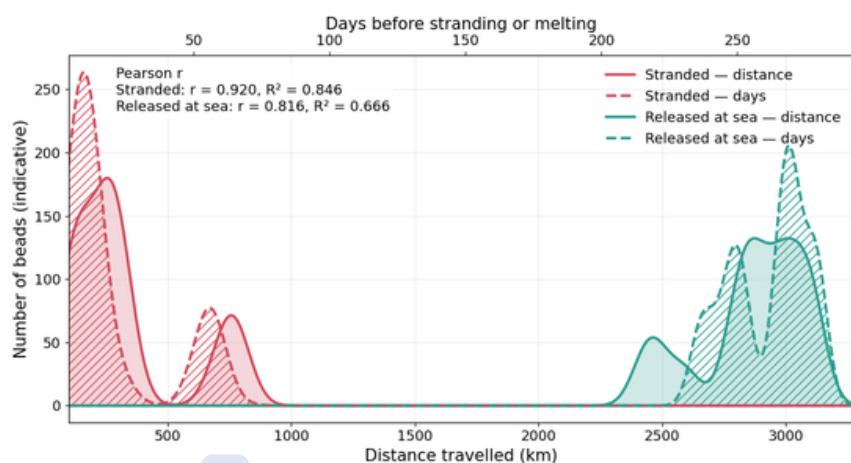 Days before stranding or melting
50 100 150 200 250
Pearson r
Stranded: r = 0.920, R² = 0.846
Released at sea: r = 0.816, R² = 0.666
Stranded — distance
Stranded — days
Released at sea — distance
Released at sea — days
Number of beads (indicative)
250
200
150
100
50
0
500 1000 1500 2000 2500 3000
Distance travelled (km)